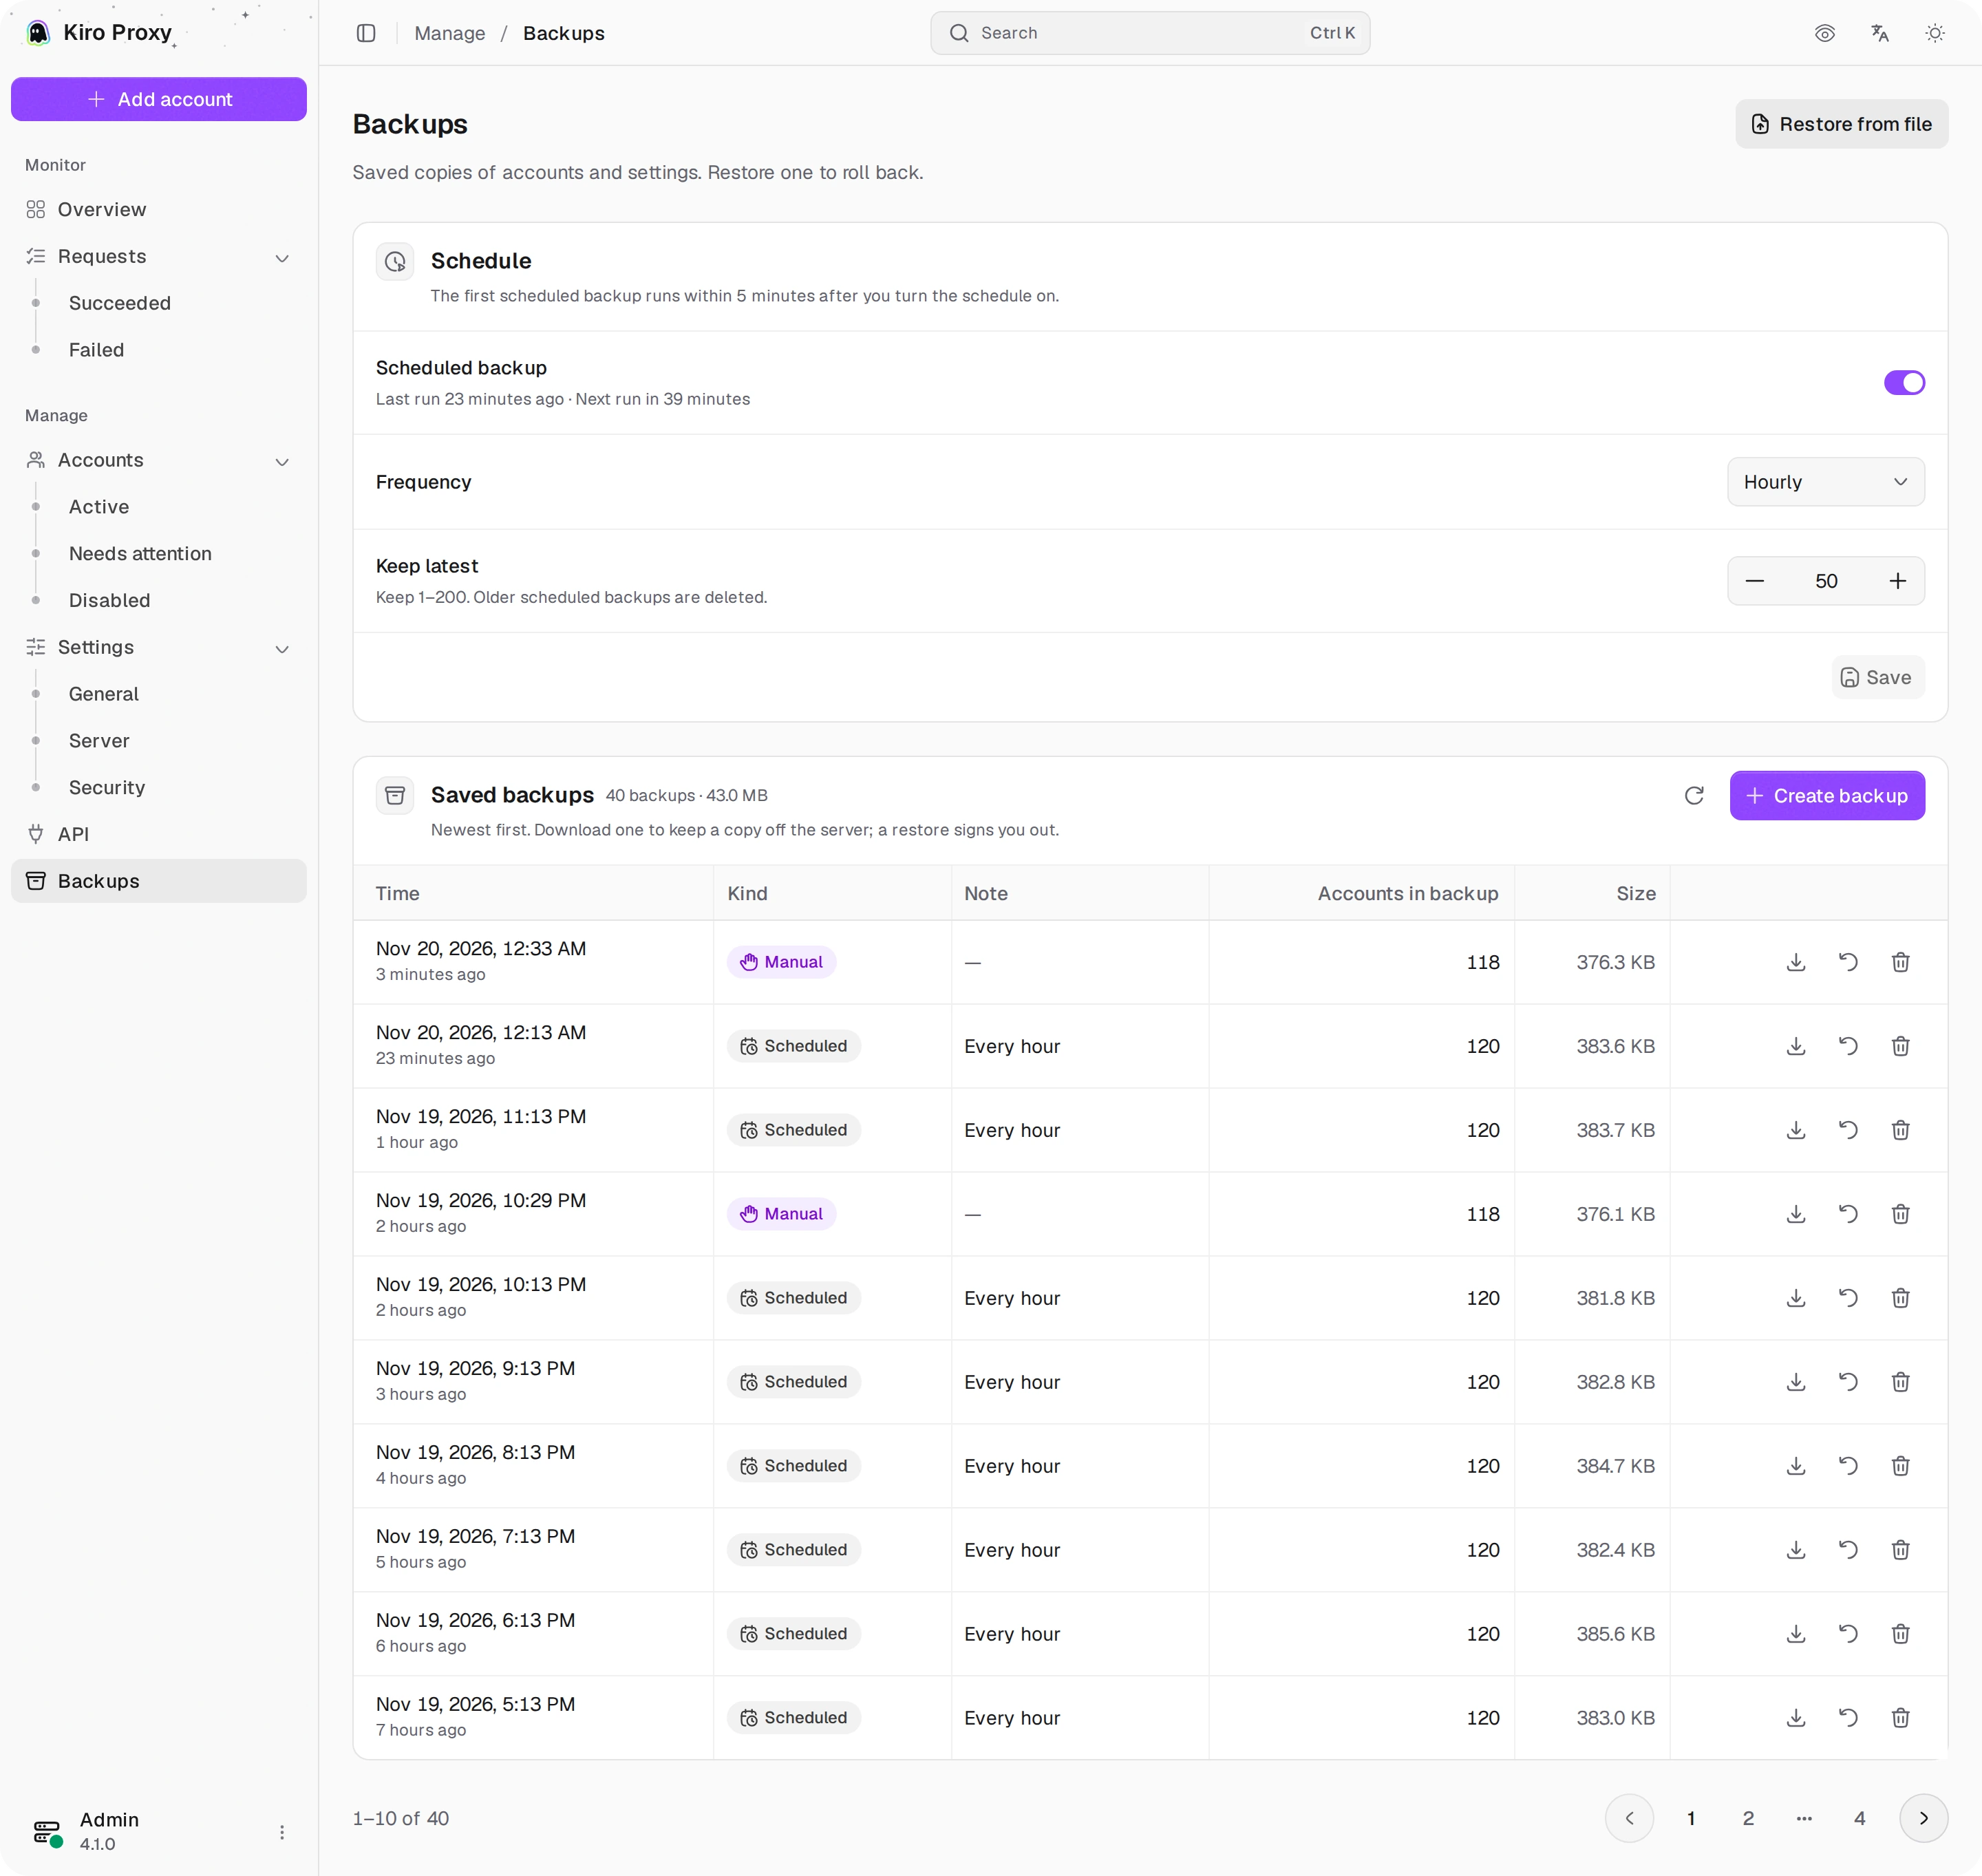 Kiro Proxy
Add account
Monitor
Overview
Requests
Succeeded
Failed
Manage
Accounts
Active
Needs attention
Disabled
Settings
General
Server
Security
API
Backups
Admin
4.1.0
Manage / Backups
Search Ctrl K
Backups
Restore from file
Saved copies of accounts and settings. Restore one to roll back.
Schedule
The first scheduled backup runs within 5 minutes after you turn the schedule on.
Scheduled backup
Last run 23 minutes ago · Next run in 39 minutes
Frequency
Hourly
Keep latest
Keep 1–200. Older scheduled backups are deleted.
50
Save
Saved backups 40 backups · 43.0 MB
Create backup
Newest first. Download one to keep a copy off the server; a restore signs you out.
Time Kind Note Accounts in backup Size
Nov 20, 2026, 12:33 AM
3 minutes ago
Manual — 118 376.3 KB
Nov 20, 2026, 12:13 AM
23 minutes ago
Scheduled Every hour 120 383.6 KB
Nov 19, 2026, 11:13 PM
1 hour ago
Scheduled Every hour 120 383.7 KB
Nov 19, 2026, 10:29 PM
2 hours ago
Manual — 118 376.1 KB
Nov 19, 2026, 10:13 PM
2 hours ago
Scheduled Every hour 120 381.8 KB
Nov 19, 2026, 9:13 PM
3 hours ago
Scheduled Every hour 120 382.8 KB
Nov 19, 2026, 8:13 PM
4 hours ago
Scheduled Every hour 120 384.7 KB
Nov 19, 2026, 7:13 PM
5 hours ago
Scheduled Every hour 120 382.4 KB
Nov 19, 2026, 6:13 PM
6 hours ago
Scheduled Every hour 120 385.6 KB
Nov 19, 2026, 5:13 PM
7 hours ago
Scheduled Every hour 120 383.0 KB
1–10 of 40
1 2 ••• 4